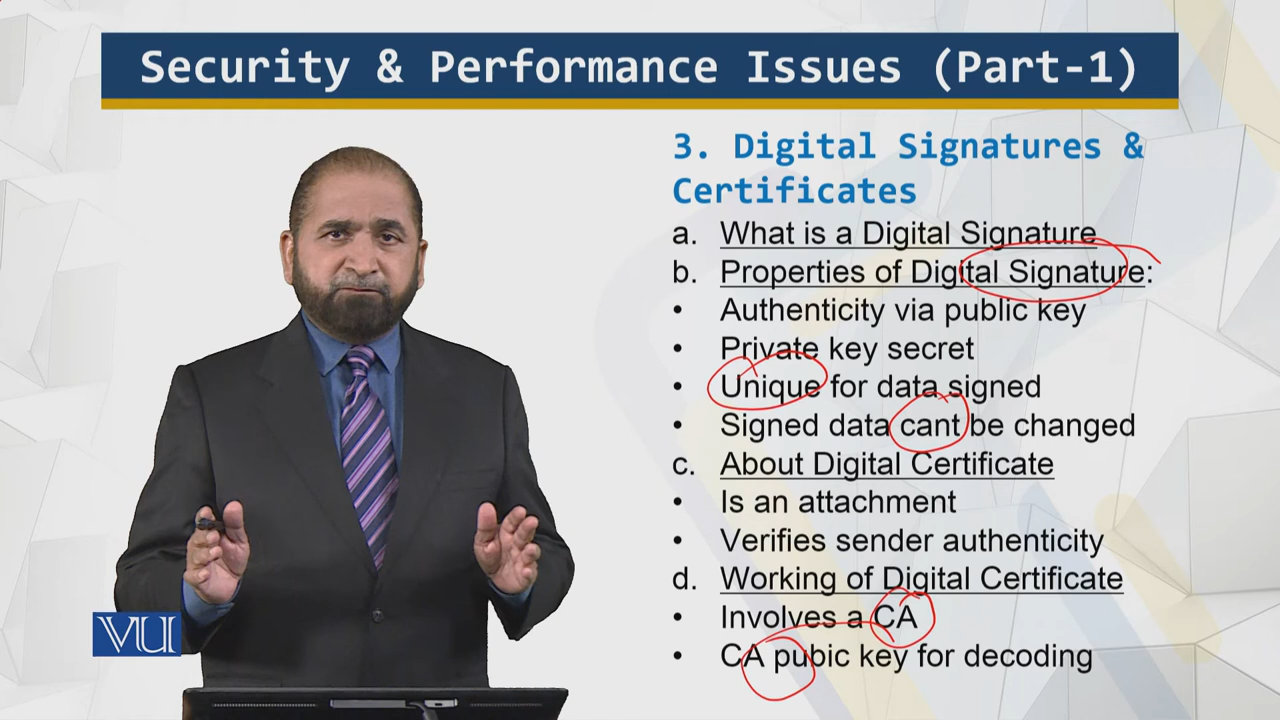 Security & Performance Issues (Part-1)
3. Digital Signatures &
Certificates
a. What is a Digital Signature
b. Properties of Digital Signature:
• Authenticity via public key
• Private key secret
• Unique for data signed
• Signed data cant be changed
c. About Digital Certificate
• Is an attachment
• Verifies sender authenticity
d. Working of Digital Certificate
• Involves a CA
• CA pubic key for decoding
VU